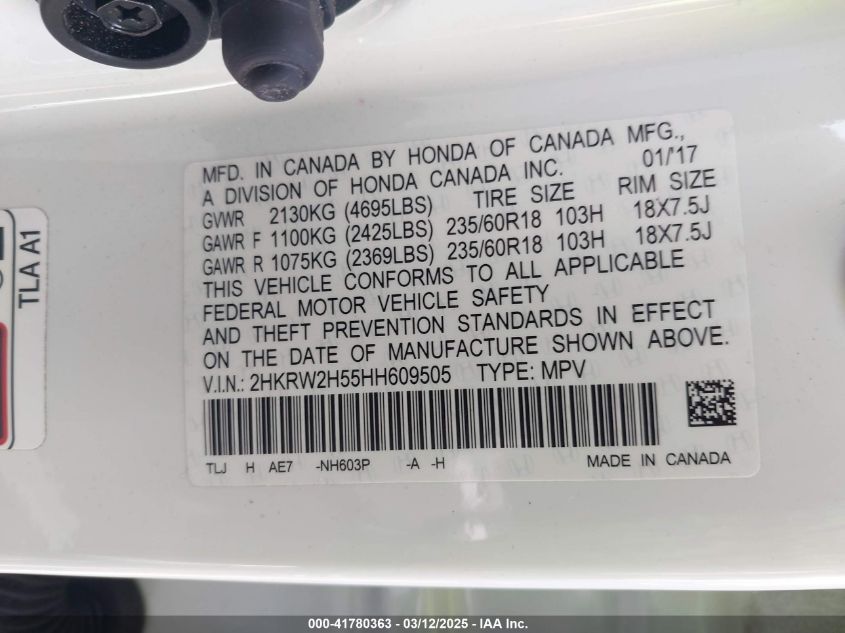 MFD. IN CANADA BY HONDA OF CANADA MFG.,
A DIVISION OF HONDA CANADA INC. 01/17
GVWR 2130KG (4695LBS) TIRE SIZE RIM SIZE
GAWR F 1100KG (2425LBS) 235/60R18 103H 18X7.5J
GAWR R 1075KG (2369LBS) 235/60R18 103H 18X7.5J
THIS VEHICLE CONFORMS TO ALL APPLICABLE
FEDERAL MOTOR VEHICLE SAFETY
AND THEFT PREVENTION STANDARDS IN EFFECT
ON THE DATE OF MANUFACTURE SHOWN ABOVE.
V.I.N.: 2HKRW2H55HH609505 TYPE: MPV
TLJ H AE7 -NH603P -A -H MADE IN CANADA
TLA A1
000-41780363 - 03/12/2025 - IAA Inc.